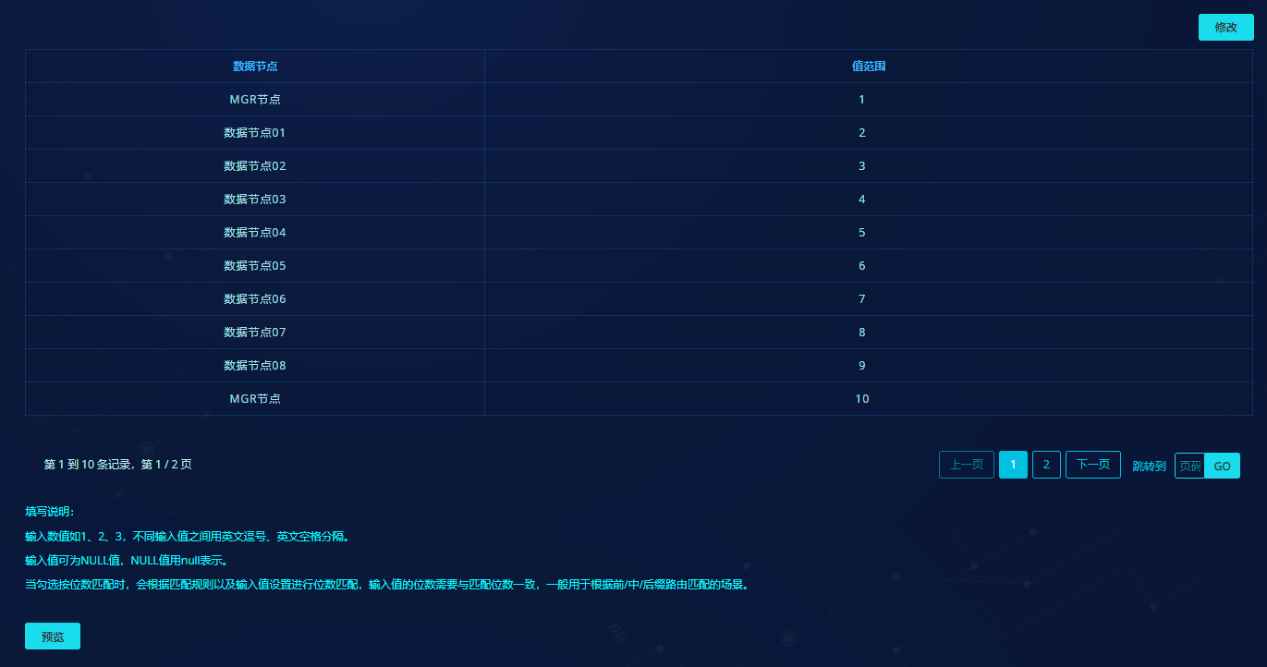 修改
数据节点 值范围
MGR节点 1
数据节点01 2
数据节点02 3
数据节点03 4
数据节点04 5
数据节点05 6
数据节点06 7
数据节点07 8
数据节点08 9
MGR节点 10
第 1 到 10 条记录，第 1 / 2 页 上一页 1 2 下一页 跳转到 页码 GO
填写说明：
输入数值如1、2、3，不同输入值之间用英文逗号、英文空格分隔。
输入值可为NULL值，NULL值用null表示。
当勾选按位数匹配时，会根据匹配规则以及输入值设置进行位数匹配，输入值的位数需要与匹配位数一致，一般用于根据前/中/后缀路由匹配的场景。
预览